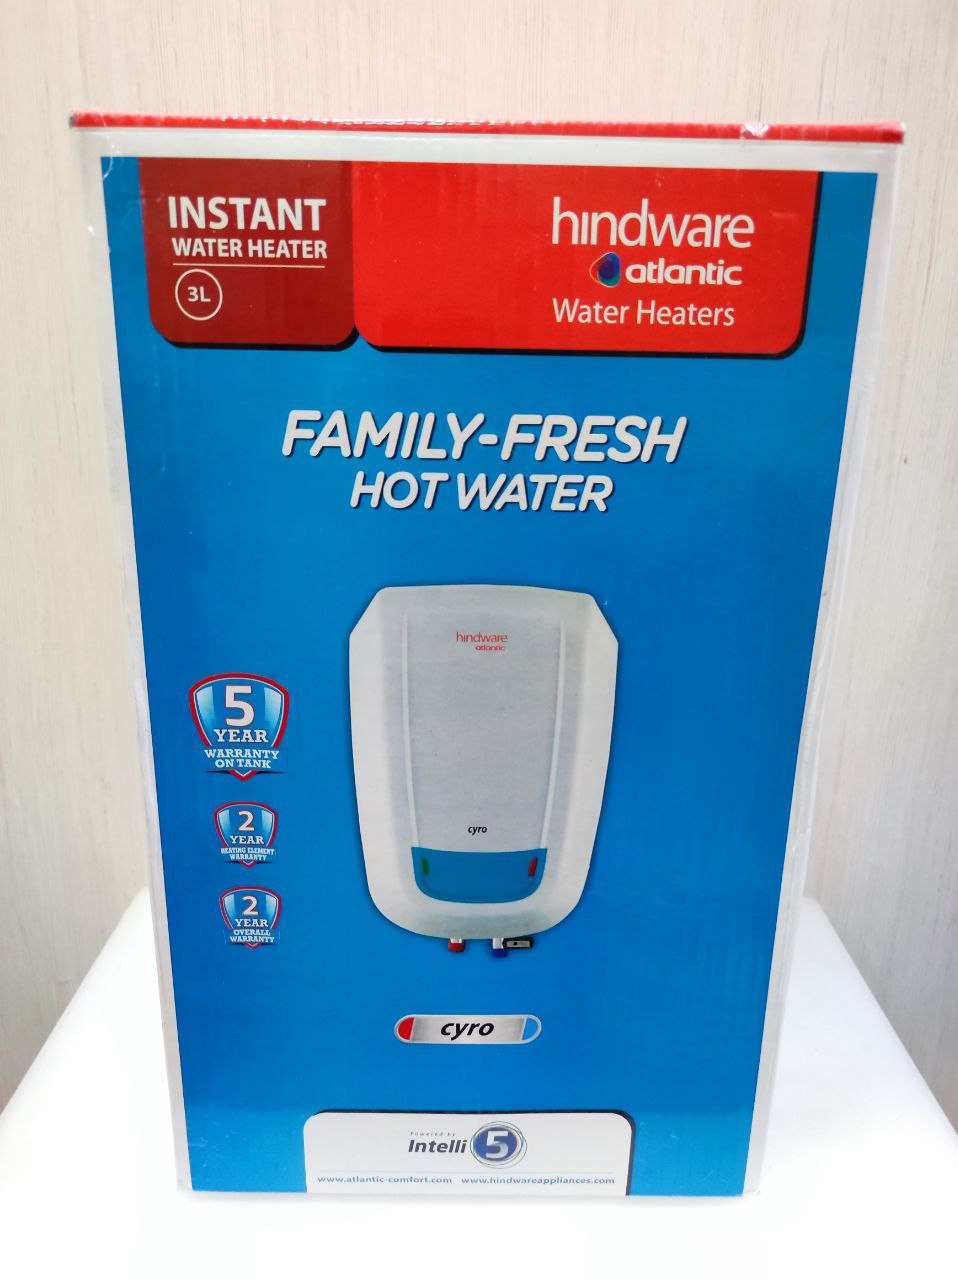 INSTANT
WATER HEATER
3L
hindware
atlantic
Water Heaters
FAMILY-FRESH
HOT WATER
hindware
atlantic
cyro
5
YEAR
WARRANTY
ON TANK
2
YEAR
HEATING ELEMENT
WARRANTY
2
YEAR
OVERALL
WARRANTY
cyro
Powered by
Intelli 5
www.atlantic-comfort.com www.hindwareappliances.com